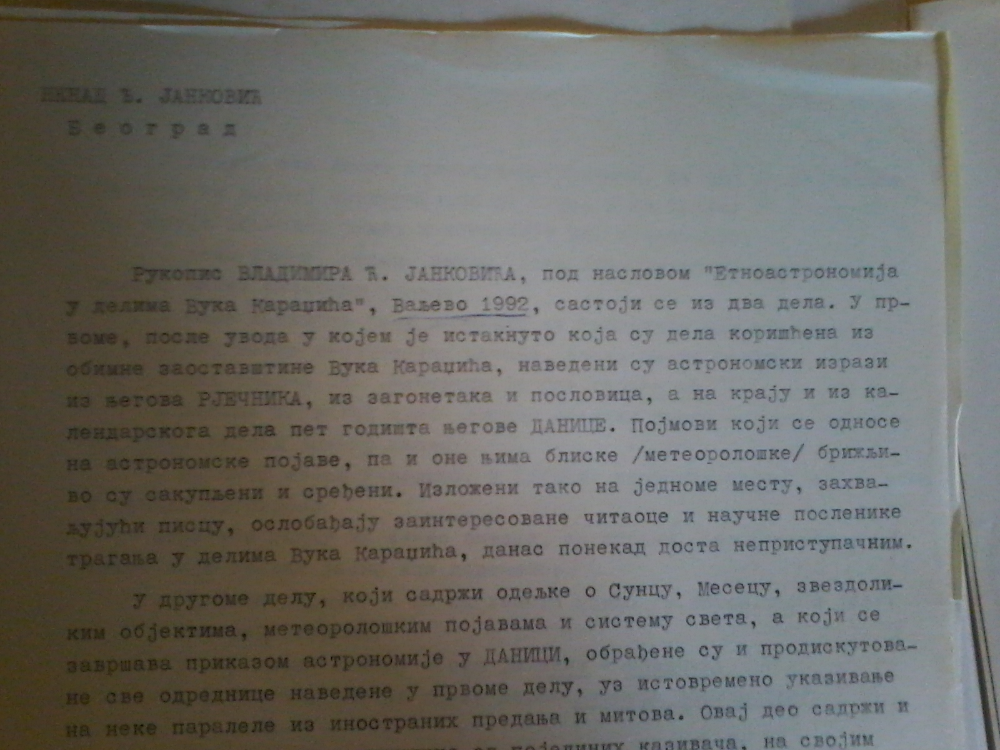 НЕНАД Ђ. ЈАНКОВИЋ
Београд
Рукопис ВЛАДИМИРА Ђ. ЈАНКОВИЋА, под насловом "Етноастрономија
у делима Вука Караџића", Ваљево 1992, састоји се из два дела. У пр-
воме, после увода у којем је истакнуто која су дела коришћена из
обимне заоставштине Вука Караџића, наведени су астрономски изрази
из његова РЈЕЧНИКА, из загонетака и пословица, а на крају и из ка-
лендарскога дела пет годишта његове ДАНИЦЕ. Појмови који се односе
на астрономске појаве, па и оне њима блиске /метеоролошке/ брижљи-
во су сакупљени и сређени. Изложени тако на једноме месту, захва-
љујући писцу, ослобађају заинтересоване читаоце и научне посленике
трагања у делима Вука Караџића, данас понекад доста неприступачним.
У другоме делу, који садржи одељке о Сунцу, Месецу, звездоли-
ким објектима, метеоролошким појавама и систему света, а који се
завршава приказом астрономије у ДАНИЦИ, обрађене су и продискутова-
не све одреднице наведене у првоме делу, уз истовремено указивање
на неке паралеле из иностраних предања и митова. Овај део садржи и
појединих казивача, на својим